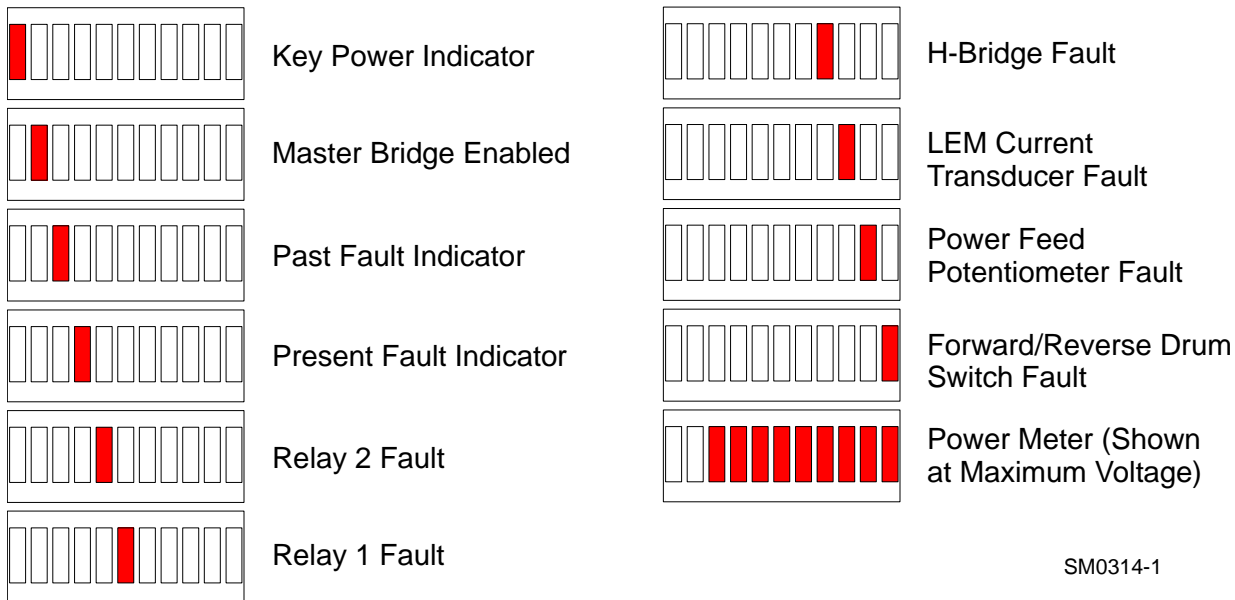 Key Power Indicator
Master Bridge Enabled
Past Fault Indicator
Present Fault Indicator
Relay 2 Fault
Relay 1 Fault
H-Bridge Fault
LEM Current
Transducer Fault
Power Feed
Potentiometer Fault
Forward/Reverse Drum
Switch Fault
Power Meter (Shown
at Maximum Voltage)
SM0314-1